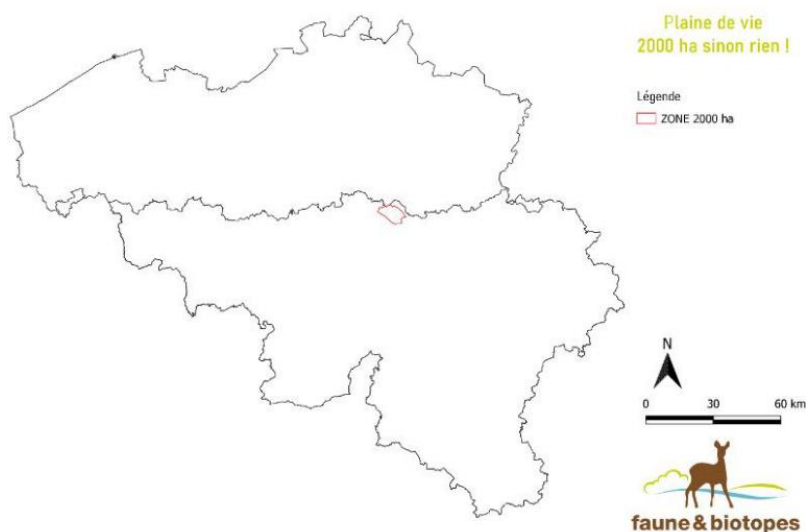 Plaine de vie
2000 ha sinon rien !
Légende
ZONE 2000 ha
N
0 30 60 km
faune & biotopes